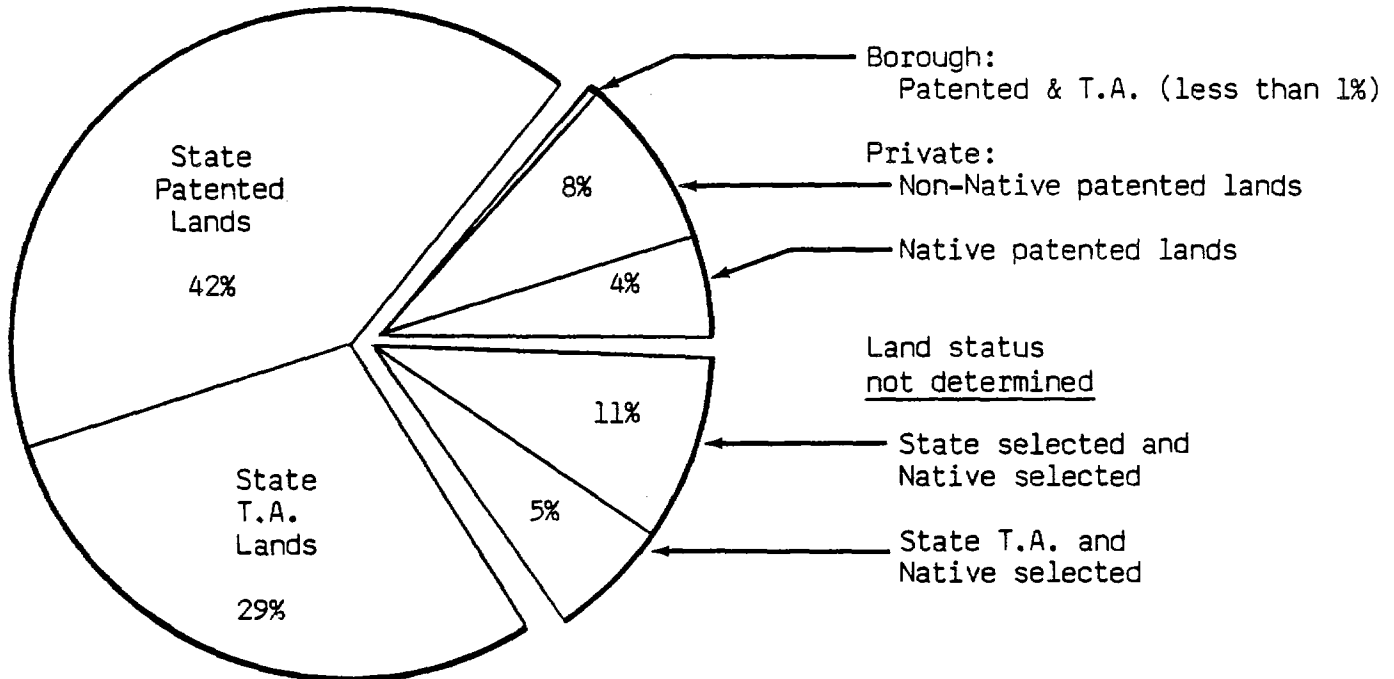 State
Patented
Lands
42%
State
T.A.
Lands
29%
8%
4%
11%
5%
Borough:
Patented & T.A. (less than 1%)
Private:
Non-Native patented lands
Native patented lands
Land status
not determined
State selected and
Native selected
State T.A. and
Native selected